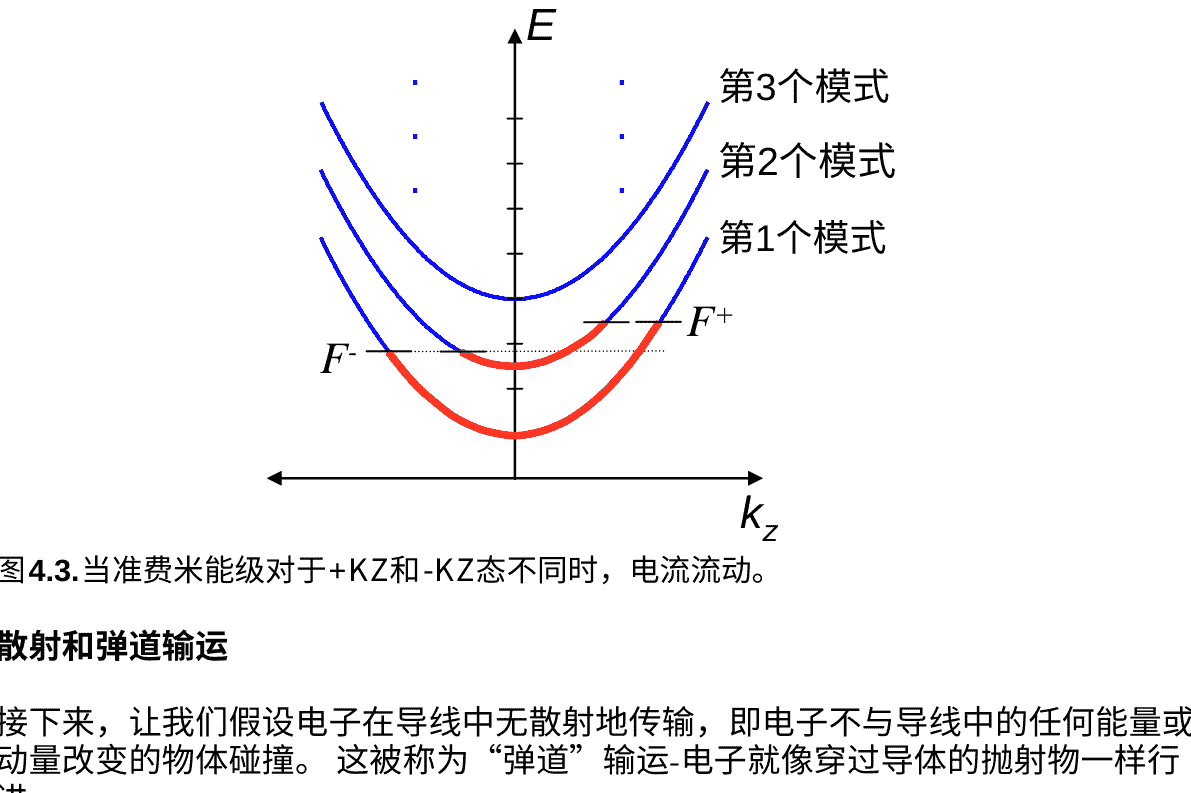 E
第3个模式
第2个模式
第1个模式
F+
F-
kz
图4.3.当准费米能级对于+KZ和-KZ态不同时，电流流动。
散射和弹道输运
接下来，让我们假设电子在导线中无散射地传输，即电子不与导线中的任何能量或
动量改变的物体碰撞。 这被称为“弹道”输运-电子就像穿过导体的抛射物一样行